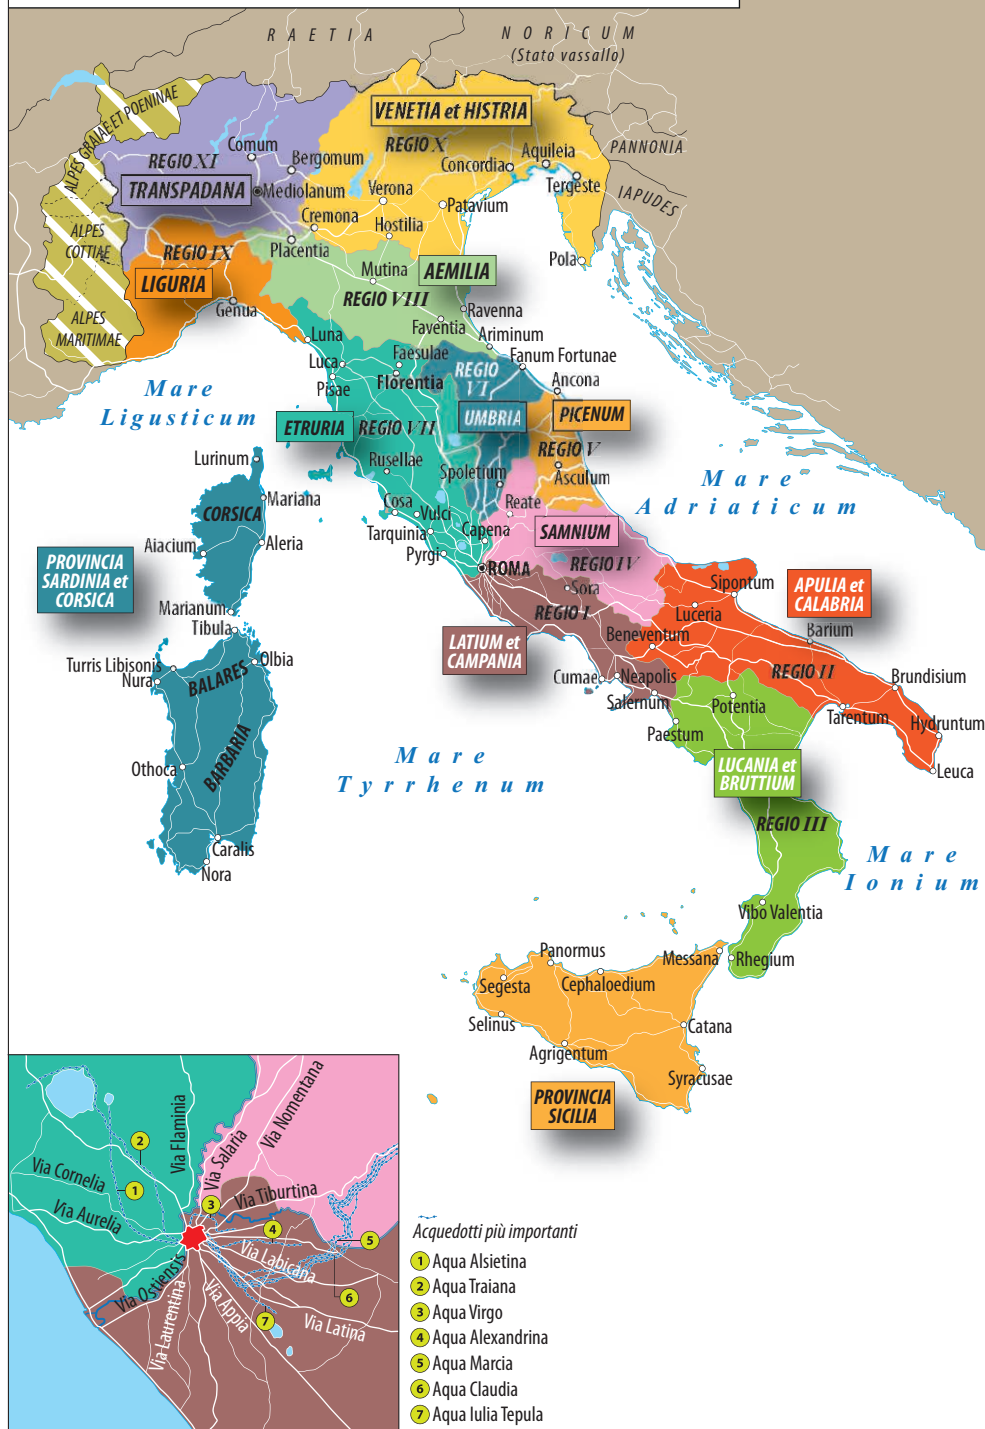 RAETIA
NORICUM
(Stato vassallo)
VENETIA et HISTRIA
REGIO X
ALPES GRAIAE ET POENINAE
PANNONIA
IAPUDES
Comum
Bergomum
REGIO XI
TRANSPADANA
Mediolanum
Concordia
Aquileia
Tergeste
Verona
Patavium
Cremona
Hostilia
ALPES
COTTIAE
REGIO IX
Placentia
Pola
LIGURIA
AEMILIA
Mutina
REGIO VIII
Genua
Ravenna
ALPES
MARITIMAE
Faventia
Luna
Ariminum
Faesulae
Fanum Fortunae
Luca
REGIO
VI
Florentia
Pisae
Ancona
Mare
Ligusticum
UMBRIA
PICENUM
ETRURIA
REGIO VII
REGIO V
Lurinum
Rusellae
Spoletium
Asculum
Mare
Adriaticum
Mariana
Cosa
Vulci
Reate
CORSICA
Tarquinia
Capena
SAMNIUM
Aiacium
Aleria
Pyrgi
ROMA
REGIO IV
PROVINCIA
SARDINIA et
CORSICA
Sipontum
APULIA et
CALABRIA
Sora
REGIO I
Luceria
Marianum
Tibula
LATIUM et
CAMPANIA
Beneventum
Barium
Turris Libisonis
Olbia
Nura
BALARES
Cumae
Neapolis
REGIO II
Brundisium
Salernum
Potentia
Tarentum
Hydruntum
Paestum
BARBARIA
Mare
Tyrrhenum
Othoca
LUCANIA et
BRUTTIUM
Leuca
REGIO III
Caralis
Nora
Mare
Ionium
Vibo Valentia
Panormus
Messana
Rhegium
Segesta
Cephaloedium
Selinus
Catana
Agrigentum
Syracusae
PROVINCIA
SICILIA
Via Flaminia
Via Salaria
Via Nomentana
2
Via Cornelia
1
Via Tiburtina
3
Via Aurelia
4
5
Via Labicana
Via Ostiensis
6
Via Laurentina
Via Appia
7
Via Latina
Acquedotti più importanti
1 Aqua Alsietina
2 Aqua Traiana
3 Aqua Virgo
4 Aqua Alexandrina
5 Aqua Marcia
6 Aqua Claudia
7 Aqua Iulia Tepula